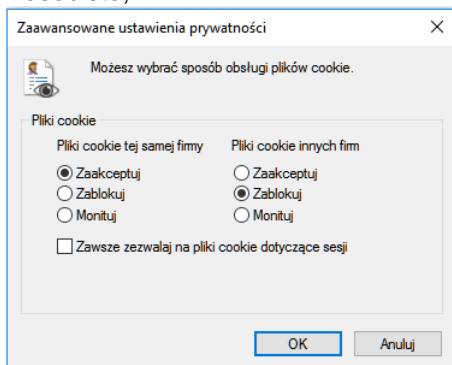 Zaawansowane ustawienia prywatności
Możesz wybrać sposób obsługi plików cookie.
Pliki cookie
Pliki cookie tej samej firmy Pliki cookie innych firm
Zaakceptuj Zaakceptuj
Zablokuj Zablokuj
Monituj Monituj
Zawsze zezwalaj na pliki cookie dotyczące sesji
OK Anuluj